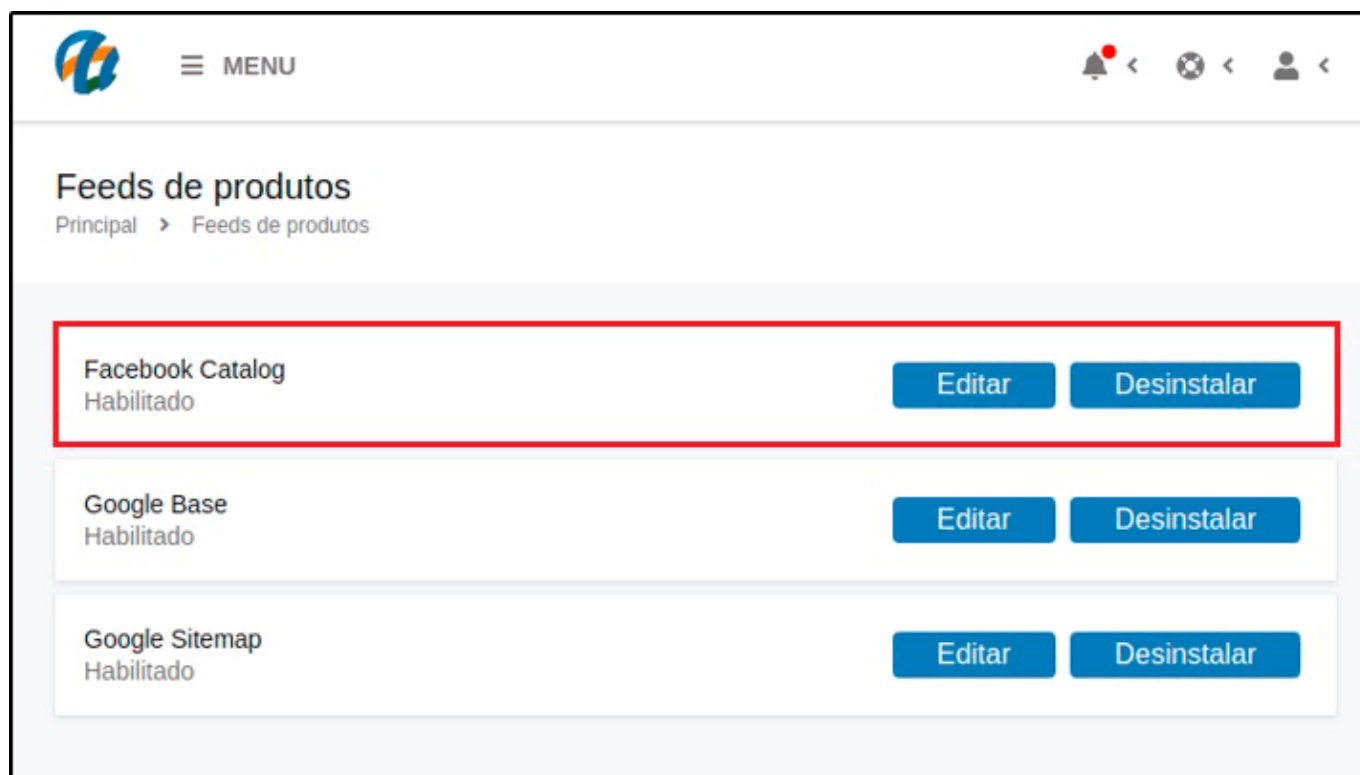 MENU
Feeds de produtos
Principal > Feeds de produtos
Facebook Catalog
Habilitado
Editar
Desinstalar
Google Base
Habilitado
Editar
Desinstalar
Google Sitemap
Habilitado
Editar
Desinstalar